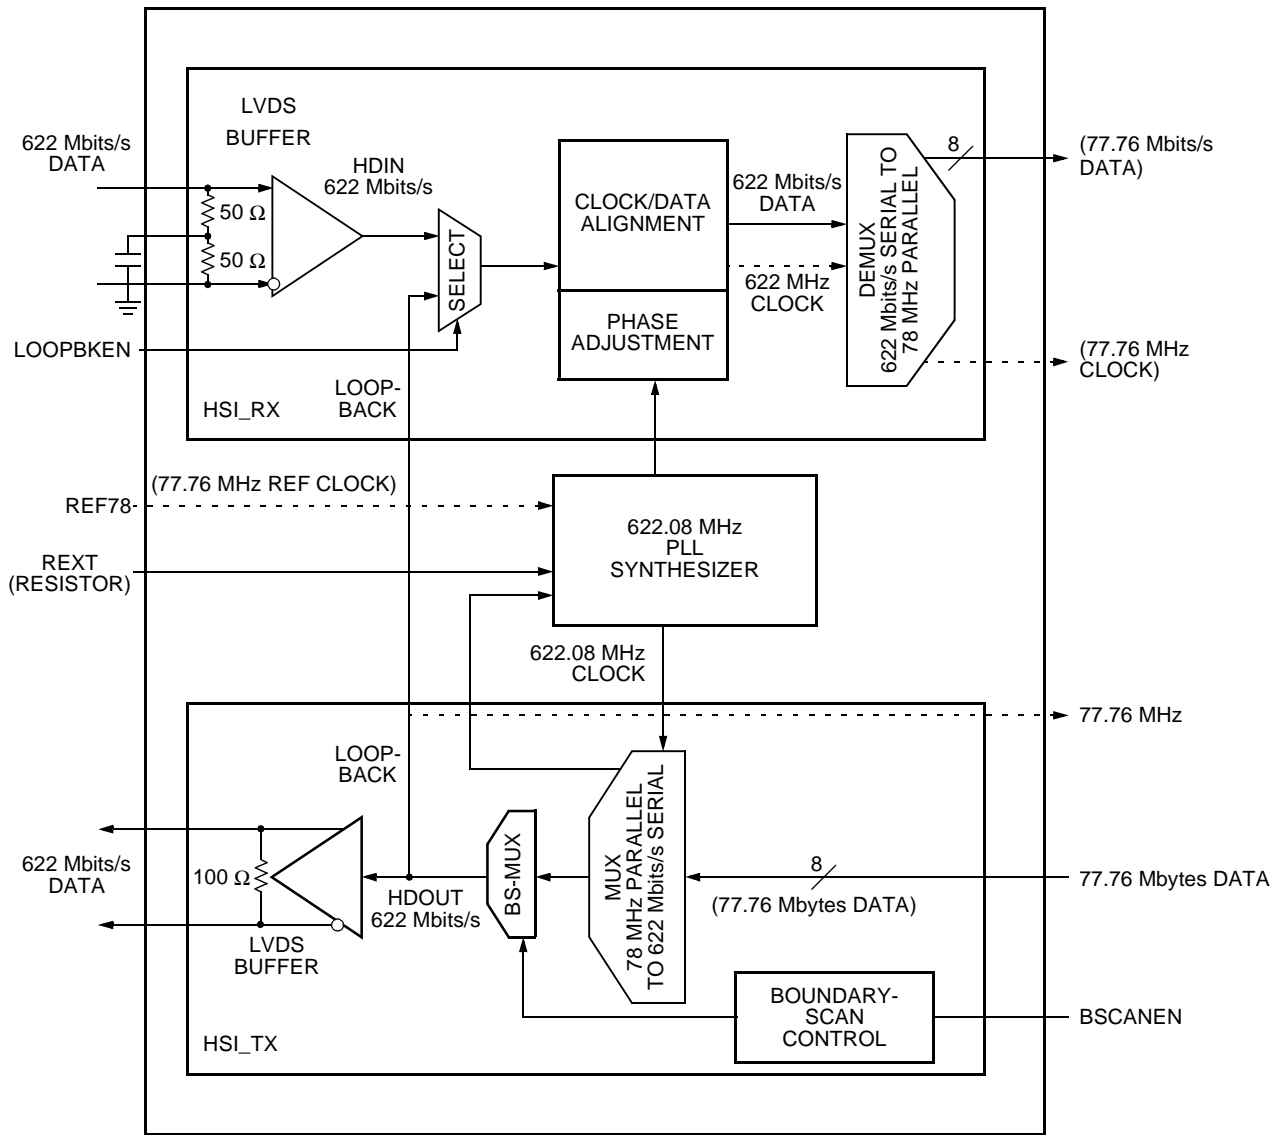 LVDS
BUFFER
622 Mbits/s
DATA
HDIN
622 Mbits/s
50 Ω
50 Ω
SELECT
CLOCK/DATA
ALIGNMENT
PHASE
ADJUSTMENT
622 Mbits/s
DATA
622 MHz
CLOCK
DEMUX
622 Mbits/s SERIAL TO
78 MHz PARALLEL
8
(77.76 Mbits/s
DATA)
(77.76 MHz
CLOCK)
LOOPBKEN
LOOP-
BACK
HSI_RX
(77.76 MHz REF CLOCK)
REF78
REXT
(RESISTOR)
622.08 MHz
PLL
SYNTHESIZER
622.08 MHz
CLOCK
77.76 MHz
LOOP-
BACK
622 Mbits/s
DATA
100 Ω
LVDS
BUFFER
HDOUT
622 Mbits/s
BS-MUX
MUX
78 MHz PARALLEL
TO 622 Mbits/s SERIAL
8
(77.76 Mbytes DATA)
77.76 Mbytes DATA
BOUNDARY-
SCAN
CONTROL
BSCANEN
HSI_TX